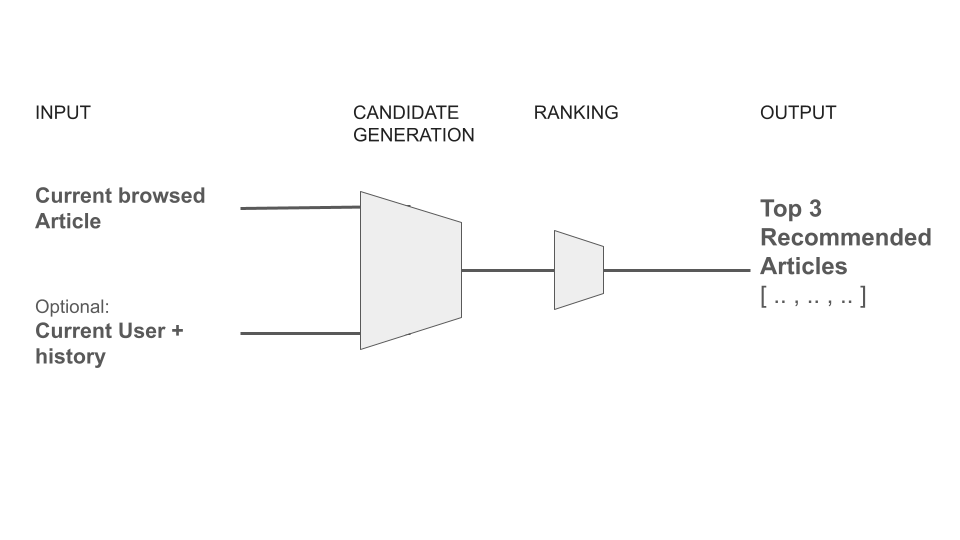 INPUT
CANDIDATE
GENERATION
RANKING
OUTPUT
Current browsed
Article
Optional:
Current User +
history
Top 3
Recommended
Articles
[ .. , .. , .. ]